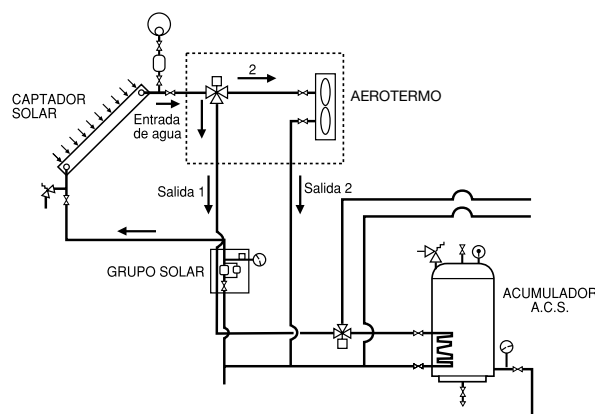 2
AEROTERMO
CAPTADOR
SOLAR
Entrada
de agua
Salida 1
Salida 2
GRUPO SOLAR
ACUMULADOR
A.C.S.